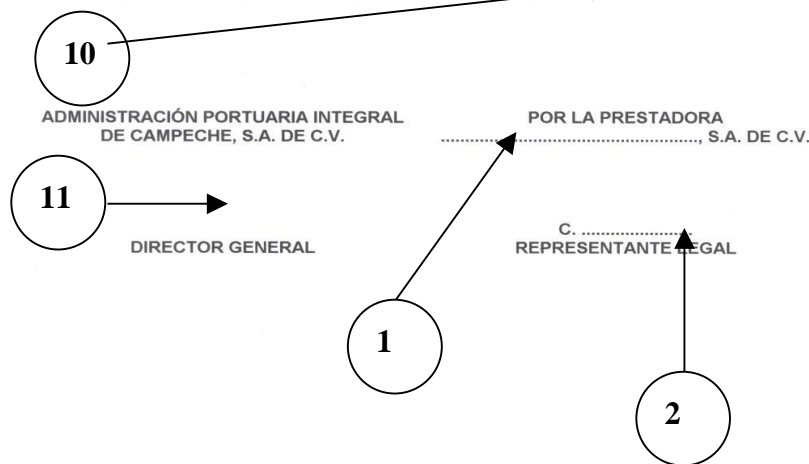 10
ADMINISTRACIÓN PORTUARIA INTEGRAL
DE CAMPECHE, S.A. DE C.V.
POR LA PRESTADORA
............................................., S.A. DE C.V.
11
DIRECTOR GENERAL
C. ......................
REPRESENTANTE LEGAL
1
2